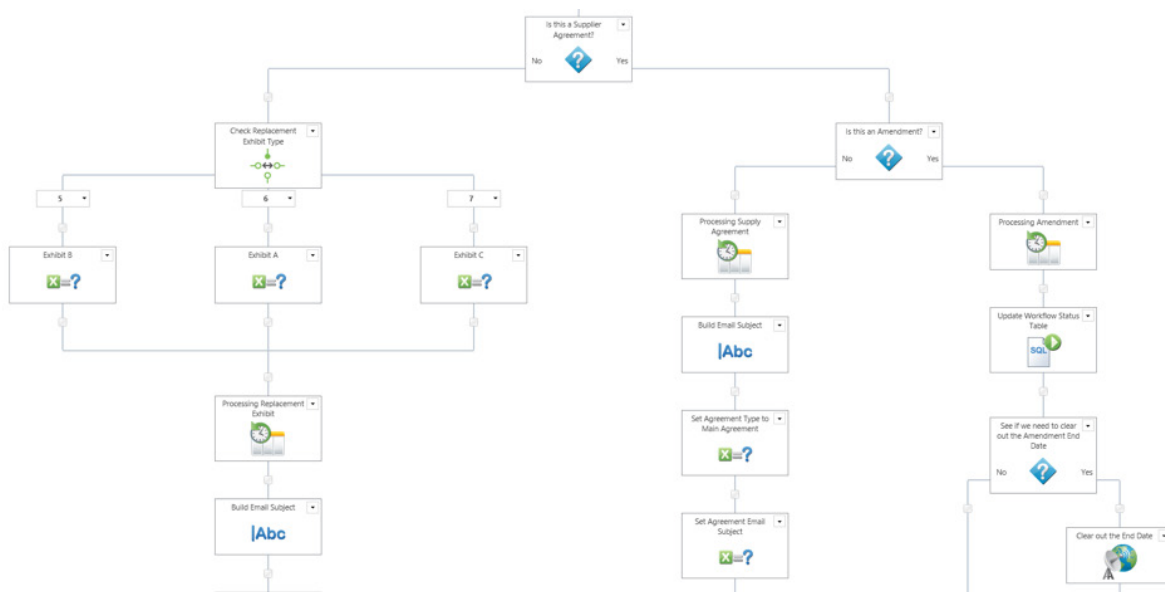 Is this a Supplier
Agreement?
No
Yes
Check Replacement
Exhibit Type
Is this an Amendment?
No
Yes
5
6
7
Processing Supply
Agreement
Processing Amendment
Exhibit B
Exhibit A
Exhibit C
X=?
X=?
X=?
Build Email Subject
|Abc
Update Workflow Status
Table
SQL
Processing Replacement
Exhibit
Set Agreement Type to
Main Agreement
X=?
See if we need to clear
out the Amendment End
Date
No
Yes
Build Email Subject
|Abc
Set Agreement Email
Subject
X=?
Clear out the End Date